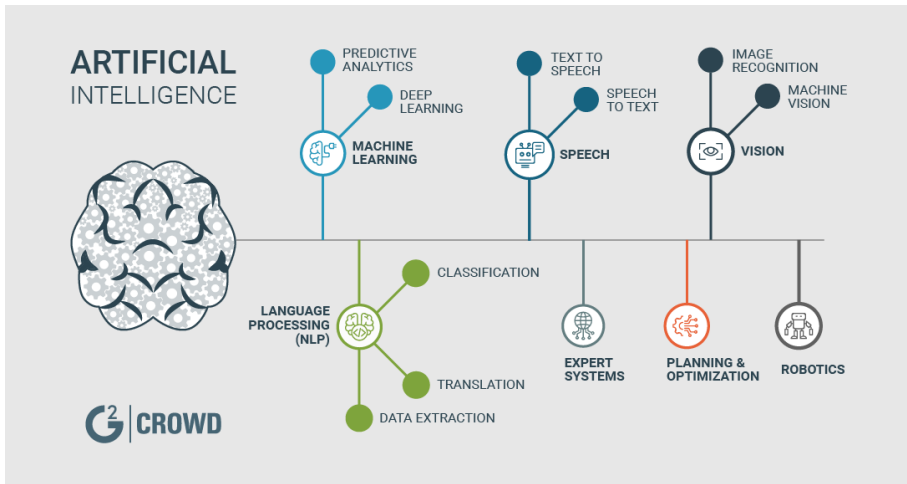 ARTIFICIAL
INTELLIGENCE
PREDICTIVE
ANALYTICS
DEEP
LEARNING
MACHINE
LEARNING
TEXT TO
SPEECH
SPEECH
TO TEXT
SPEECH
IMAGE
RECOGNITION
MACHINE
VISION
VISION
LANGUAGE
PROCESSING
(NLP)
CLASSIFICATION
TRANSLATION
DATA EXTRACTION
EXPERT
SYSTEMS
PLANNING &
OPTIMIZATION
ROBOTICS
G2 | CROWD